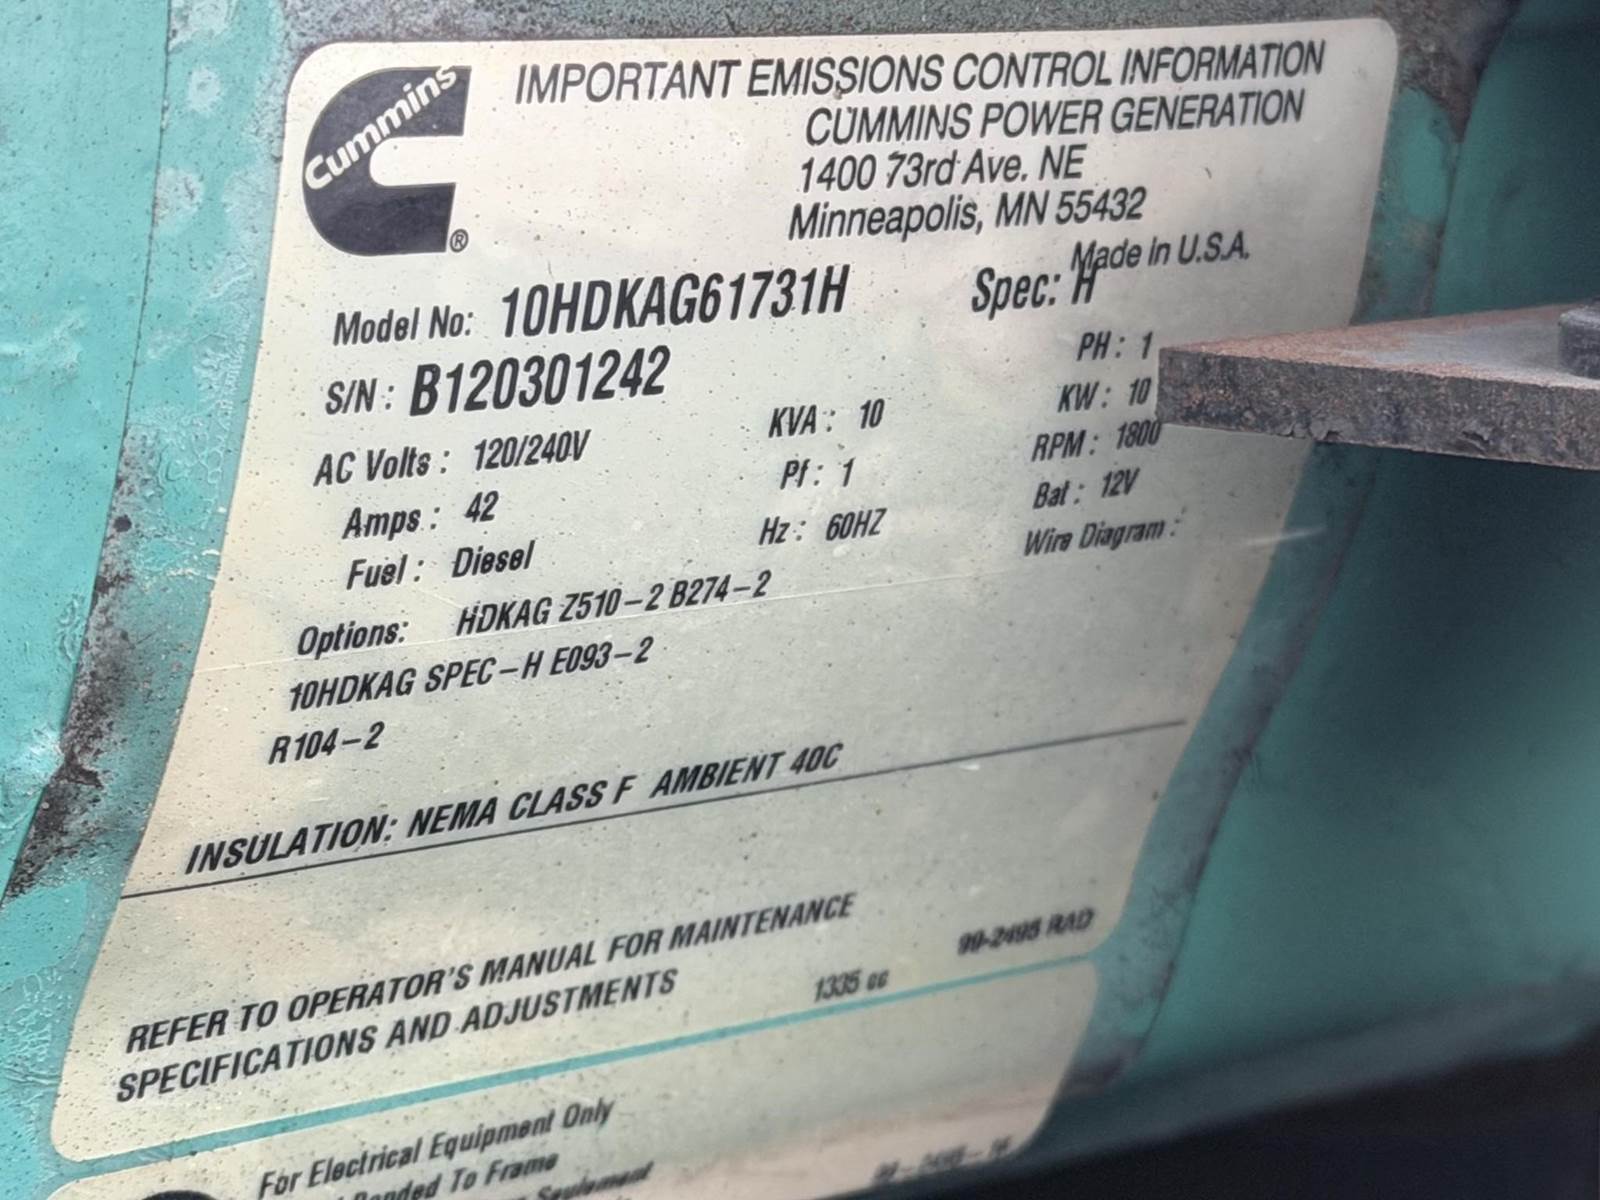 Cummins ®
IMPORTANT EMISSIONS CONTROL INFORMATION
CUMMINS POWER GENERATION
1400 73rd Ave. NE
Minneapolis, MN 55432
Made in U.S.A.
Model No: 10HDKAG61731H Spec: H
S/N: B120301242 PH: 1
AC Volts: 120/240V KVA: 10 KW: 10
Amps: 42 Pf: 1 RPM: 1800
Fuel: Diesel Hz: 60HZ Bat: 12V
Wire Diagram:
Options: HDKAG Z510-2 B274-2
10HDKAG SPEC-H E093-2
R104-2
INSULATION: NEMA CLASS F AMBIENT 40C
REFER TO OPERATOR'S MANUAL FOR MAINTENANCE
SPECIFICATIONS AND ADJUSTMENTS 1335 cc 99-2495 RAD
For Electrical Equipment Only
Bonded To Frame
Seulement